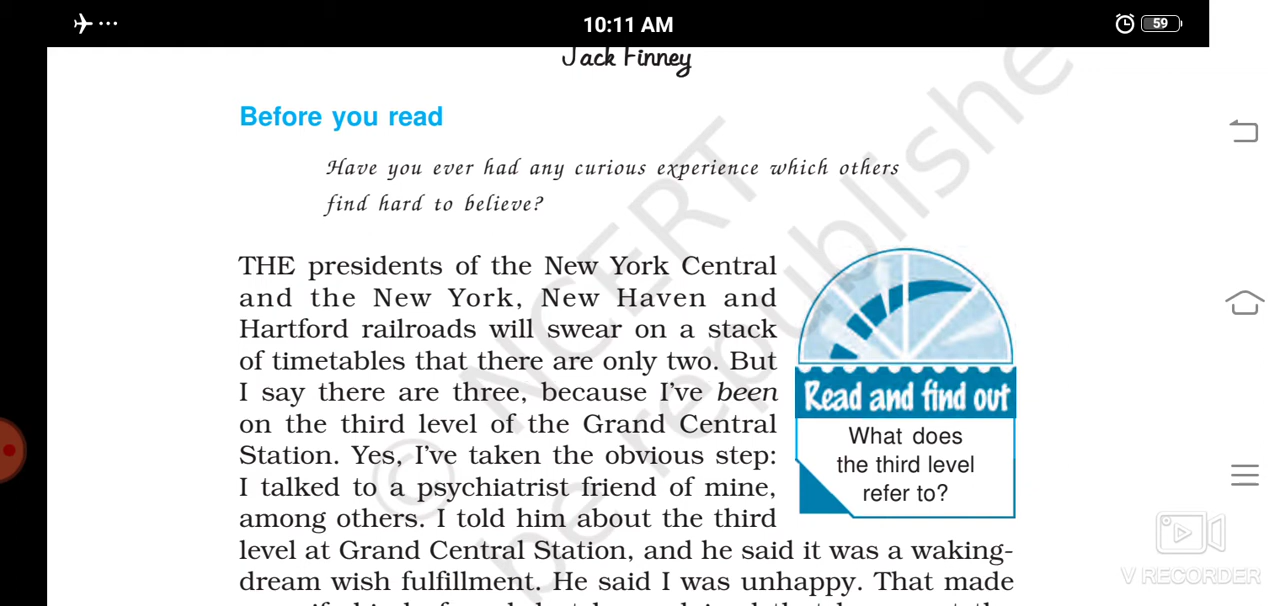 10:11 AM
59
Jack Finney
Before you read
Have you ever had any curious experience which others
find hard to believe?
THE presidents of the New York Central
and the New York, New Haven and
Hartford railroads will swear on a stack
of timetables that there are only two. But
I say there are three, because I've been
on the third level of the Grand Central
Station. Yes, I've taken the obvious step:
I talked to a psychiatrist friend of mine,
among others. I told him about the third
level at Grand Central Station, and he said it was a waking-
dream wish fulfillment. He said I was unhappy. That made
Read and find out
What does
the third level
refer to?
© NCERT
be republishe
V RECORDER